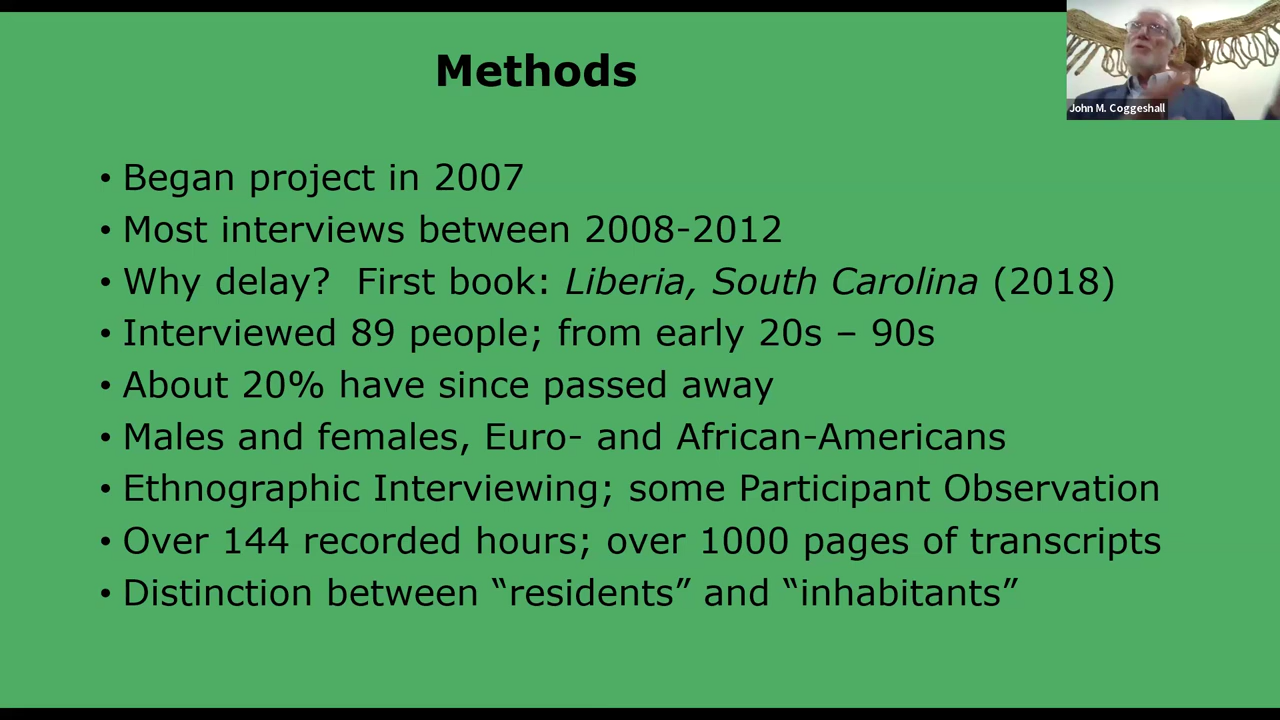 Methods
John M. Coggeshall
• Began project in 2007
• Most interviews between 2008-2012
• Why delay?  First book: Liberia, South Carolina (2018)
• Interviewed 89 people; from early 20s – 90s
• About 20% have since passed away
• Males and females, Euro- and African-Americans
• Ethnographic Interviewing; some Participant Observation
• Over 144 recorded hours; over 1000 pages of transcripts
• Distinction between “residents” and “inhabitants”